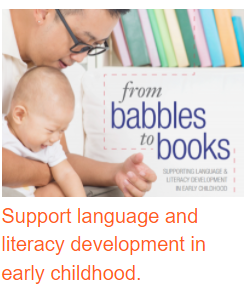 from
babbles
to
books
SUPPORTING LANGUAGE &
LITERACY DEVELOPMENT
IN EARLY CHILDHOOD
Support language and
literacy development in
early childhood.